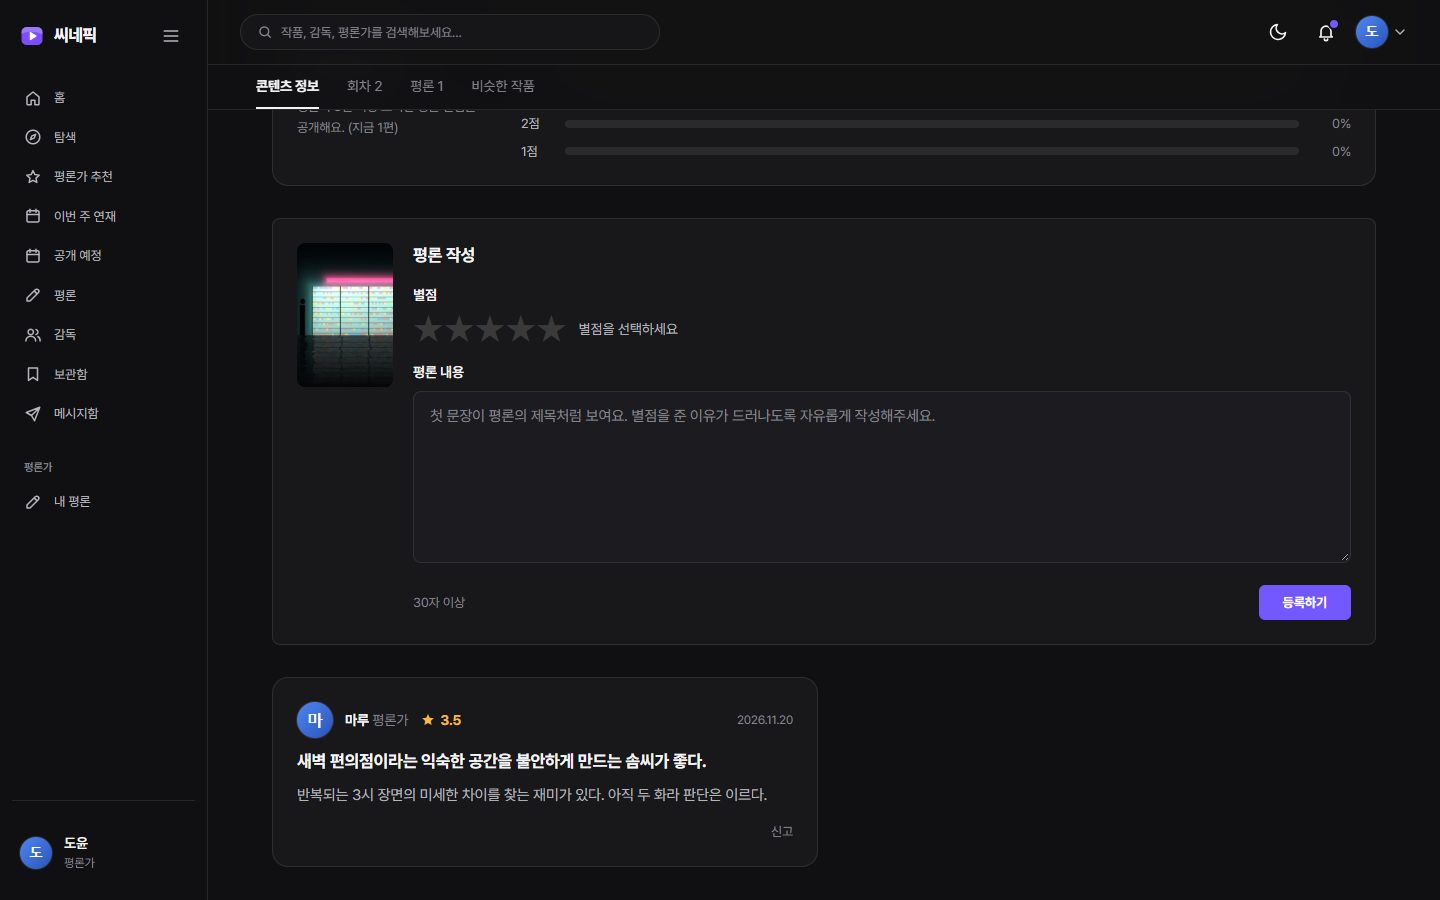 씨네픽
작품, 감독, 평론가를 검색해보세요...
도
홈
탐색
평론가 추천
이번 주 연재
공개 예정
평론
감독
보관함
메시지함
평론가
내 평론
도
도윤
평론가
콘텐츠 정보
회차 2
평론 1
비슷한 작품
공개해요. (지금 1편)
2점
0%
1점
0%
평론 작성
별점
별점을 선택하세요
평론 내용
첫 문장이 평론의 제목처럼 보여요. 별점을 준 이유가 드러나도록 자유롭게 작성해주세요.
30자 이상
등록하기
마
마루 평론가
3.5
2026.11.20
새벽 편의점이라는 익숙한 공간을 불안하게 만드는 솜씨가 좋다.
반복되는 3시 장면의 미세한 차이를 찾는 재미가 있다. 아직 두 화라 판단은 이르다.
신고